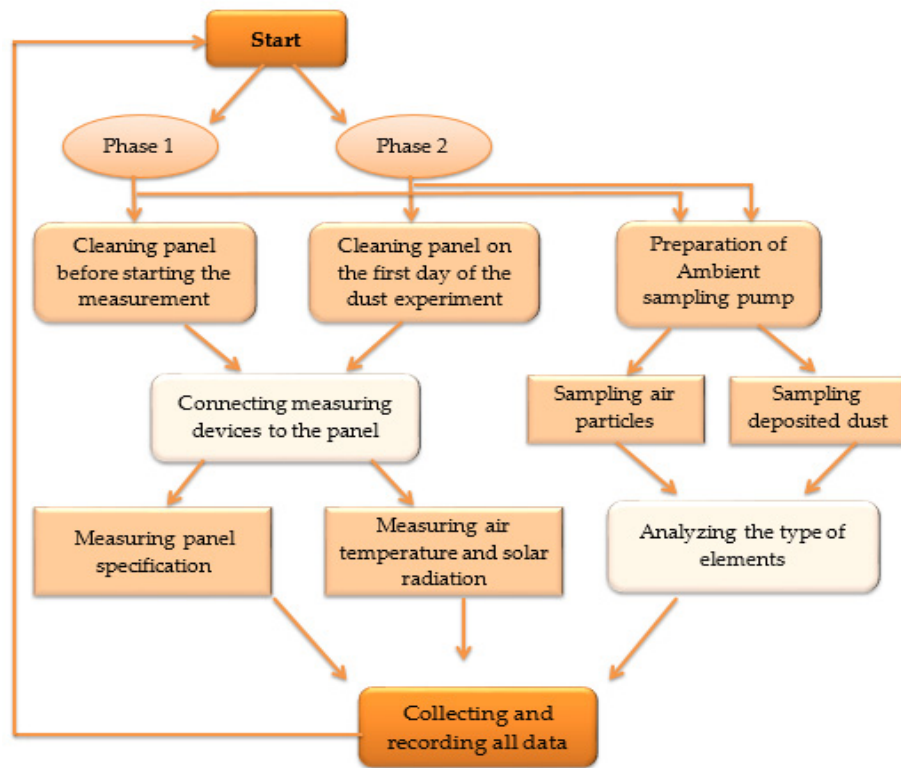 Start
Phase 1
Phase 2
Cleaning panel
before starting the
measurement
Cleaning panel on
the first day of the
dust experiment
Preparation of
Ambient
sampling pump
Connecting measuring
devices to the panel
Sampling air
particles
Sampling
deposited dust
Measuring panel
specification
Measuring air
temperature and solar
radiation
Analyzing the type of
elements
Collecting and
recording all data